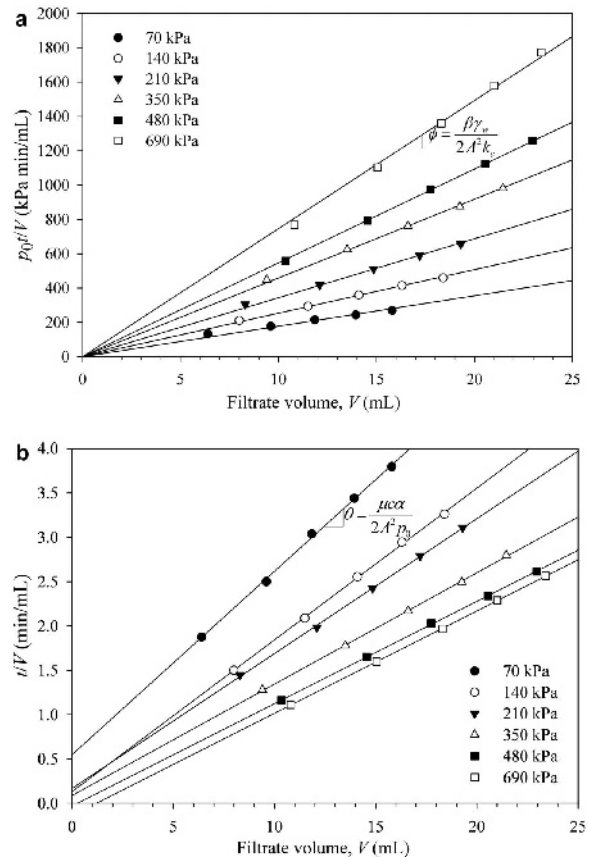 a
2000
1800
1600
1400
1200
1000
800
600
400
200
0
p₀t/V (kPa min/mL)
70 kPa
140 kPa
210 kPa
350 kPa
480 kPa
690 kPa
ϕ = βγw / 2A²kv
0 5 10 15 20 25
Filtrate volume, V (mL)
b
4.0
3.5
3.0
2.5
2.0
1.5
1.0
0.5
0.0
t/V (min/mL)
μcα / 2A²p₀
70 kPa
140 kPa
210 kPa
350 kPa
480 kPa
690 kPa
0 5 10 15 20 25
Filtrate volume, V (mL)